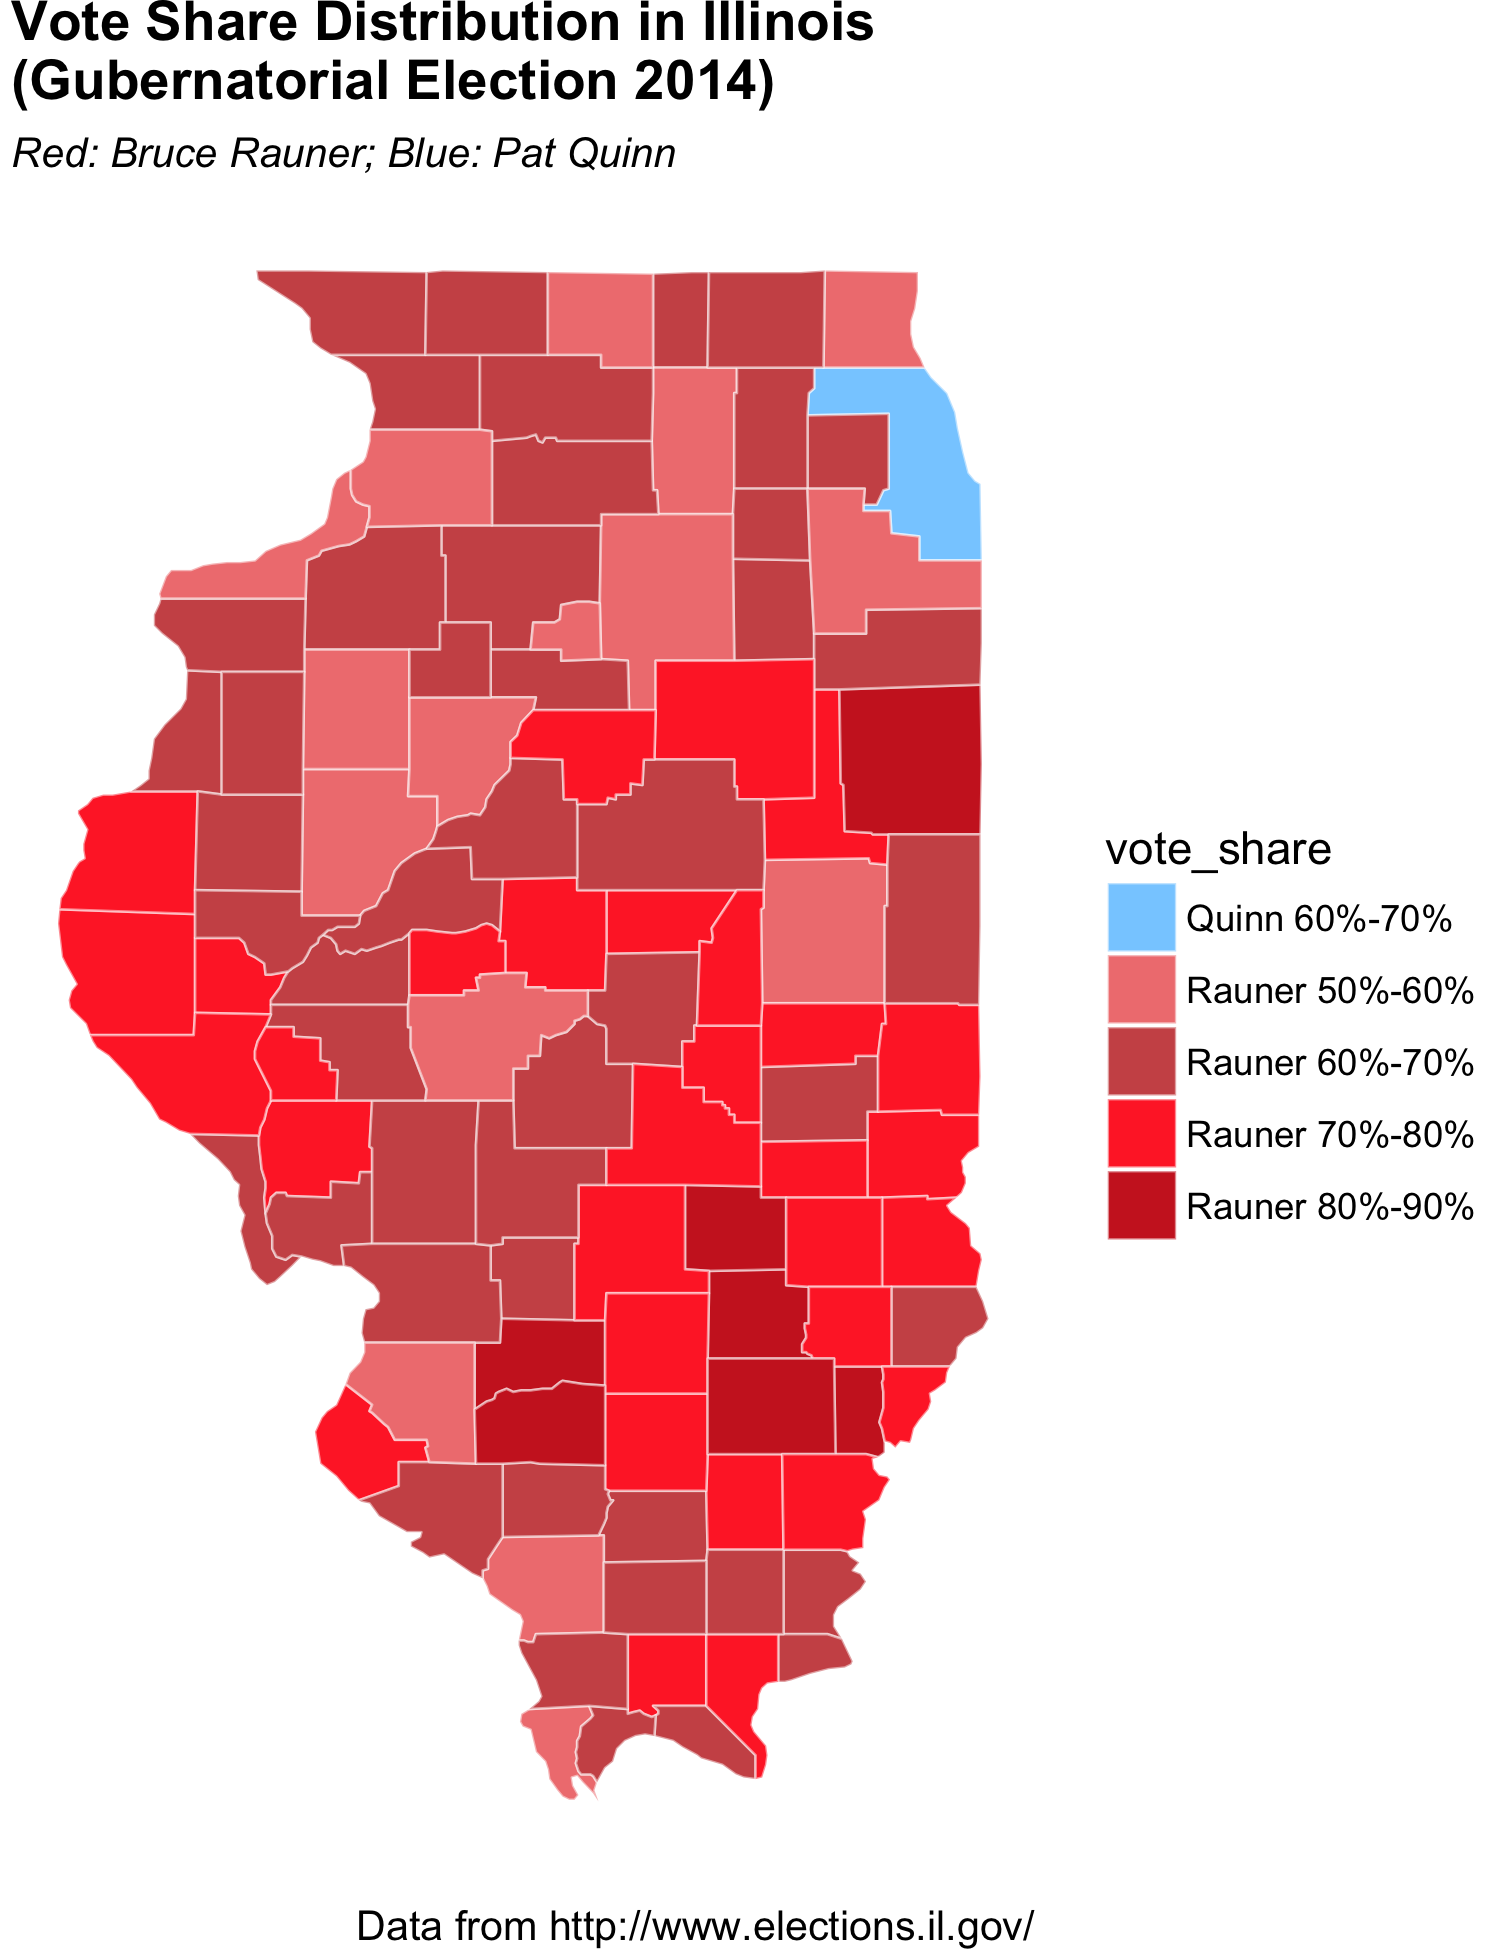 Vote Share Distribution in Illinois
(Gubernatorial Election 2014)
Red: Bruce Rauner; Blue: Pat Quinn
vote_share
Quinn 60%-70%
Rauner 50%-60%
Rauner 60%-70%
Rauner 70%-80%
Rauner 80%-90%
Data from http://www.elections.il.gov/